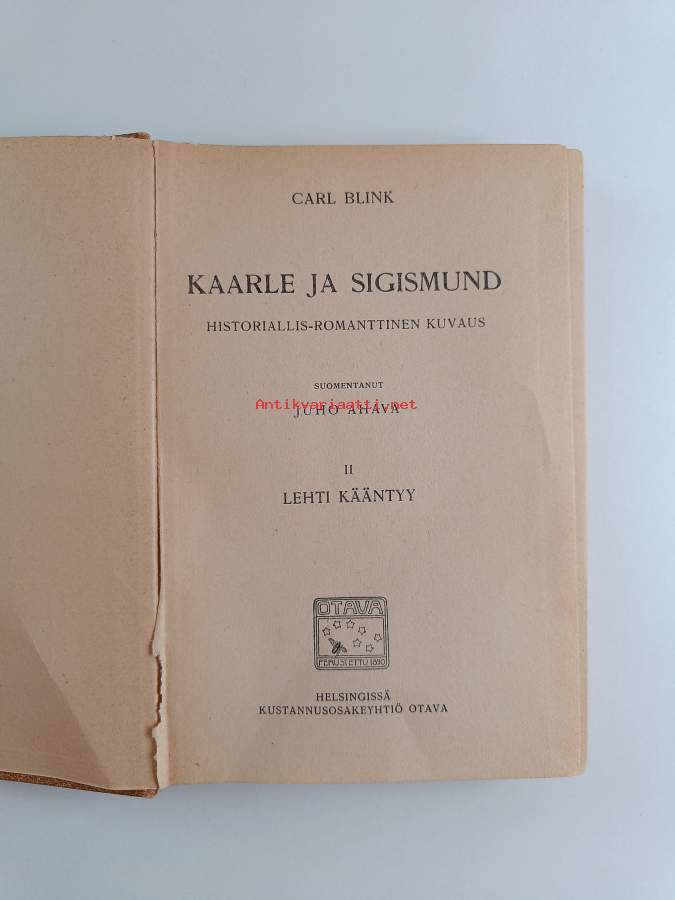 CARL BLINK
KAARLE JA SIGISMUND
HISTORIALLIS-ROMANTTINEN KUVAUS
SUOMENTANUT
Antikvariaatti.net
JUHO AHAVA
II
LEHTI KÄÄNTYY
OTAVA
PERUSTETTU 1890
HELSINGISSÄ
KUSTANNUSOSAKEYHTIÖ OTAVA